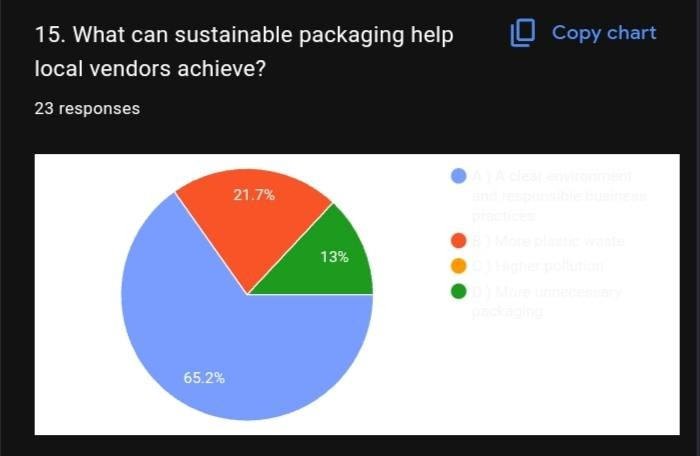 15. What can sustainable packaging help
local vendors achieve?
Copy chart
23 responses
21.7%
13%
65.2%
A ) A clear environment
and responsible business
practices
B ) More plastic waste
C ) Higher pollution
D ) More unnecessary
packaging